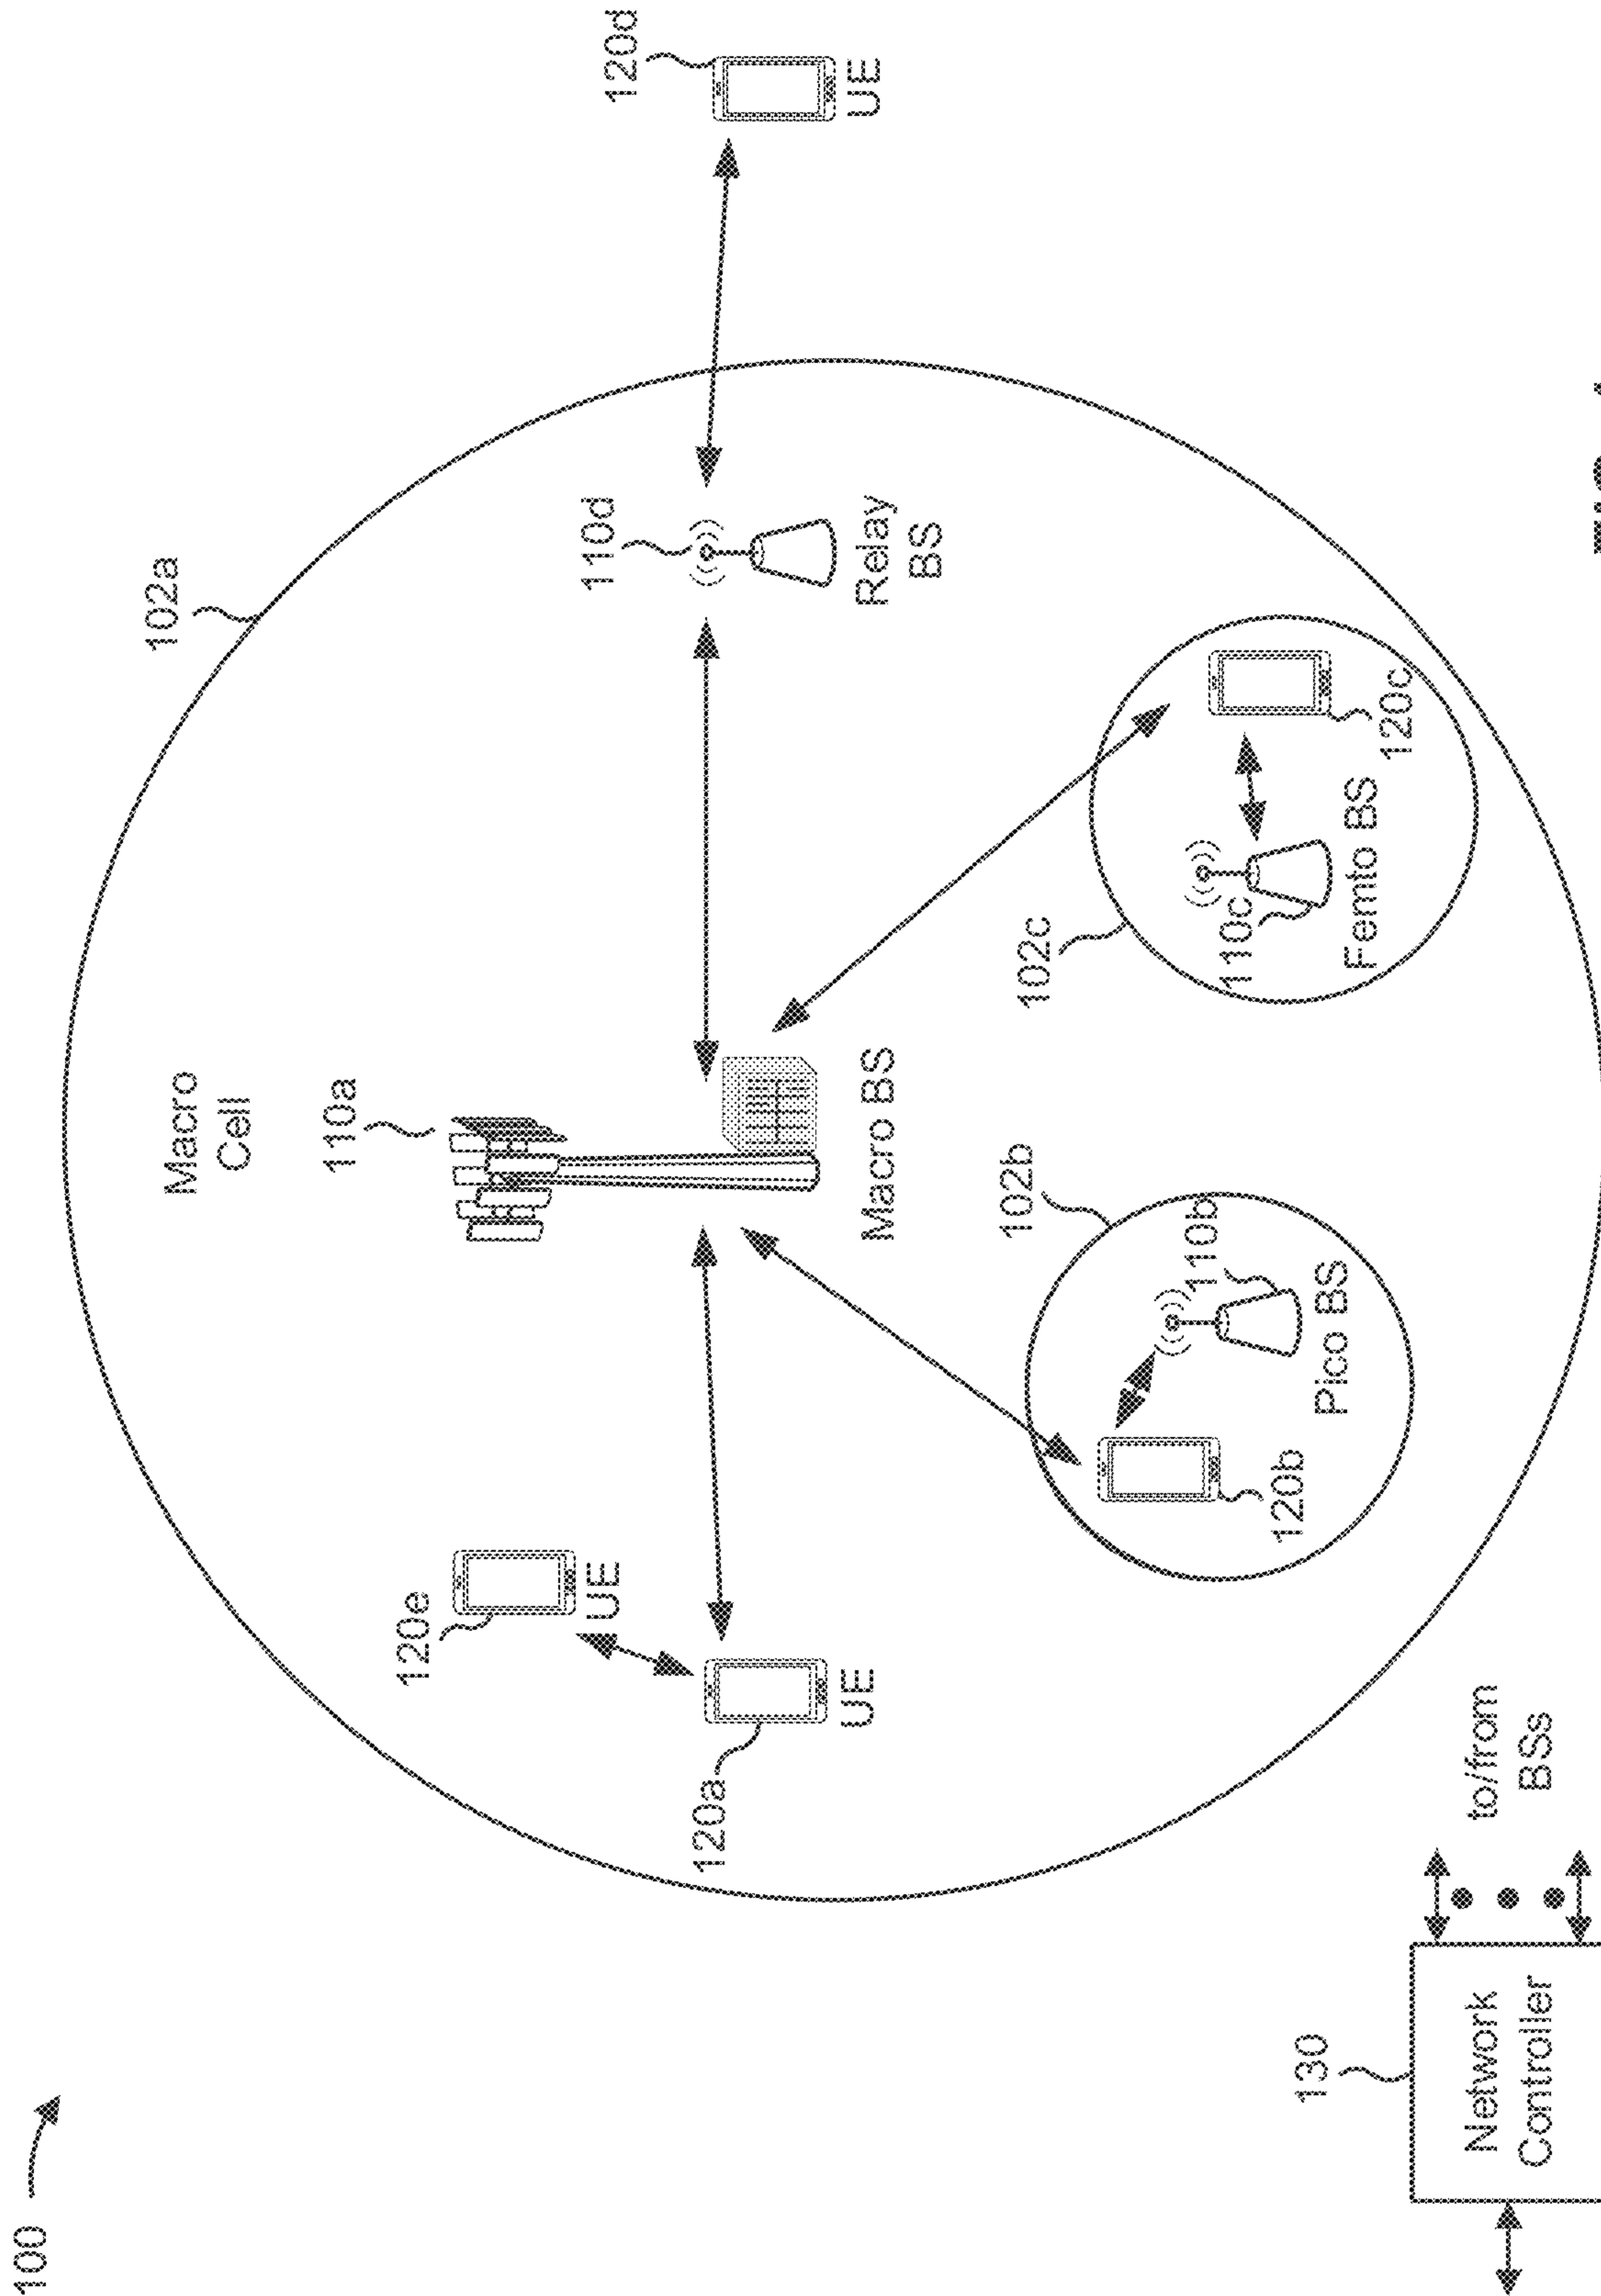 100
Macro
Cell
102a
110a
120e
UE
110d
120d
UE
120a
UE
Macro BS
Relay
BS
102b
102c
110b
110c
120b
Pico BS
Femto BS
120c
130
Network
Controller
to/from
BSs